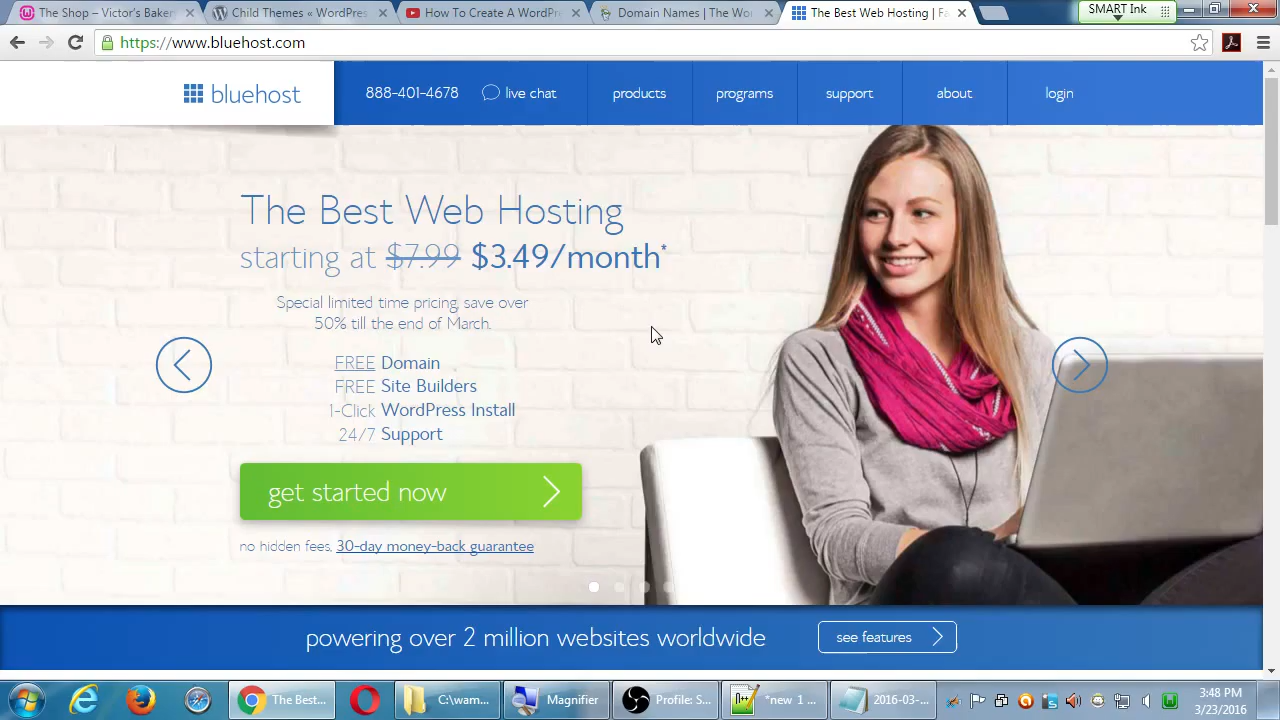 The Shop – Victor's Baker
Child Themes « WordPress
How To Create A WordPr
Domain Names | The Wor
The Best Web Hosting | Fa
SMART Ink
https://www.bluehost.com
bluehost
888-401-4678
live chat
products
programs
support
about
login
The Best Web Hosting
starting at $7.99 $3.49/month*
Special limited time pricing, save over
50% till the end of March.
FREE Domain
FREE Site Builders
1-Click WordPress Install
24/7 Support
get started now
no hidden fees, 30-day money-back guarantee
powering over 2 million websites worldwide
see features
The Best...
C:\wam...
Magnifier
Profile: S...
*new 1 ...
2016-03-...
3:48 PM
3/23/2016